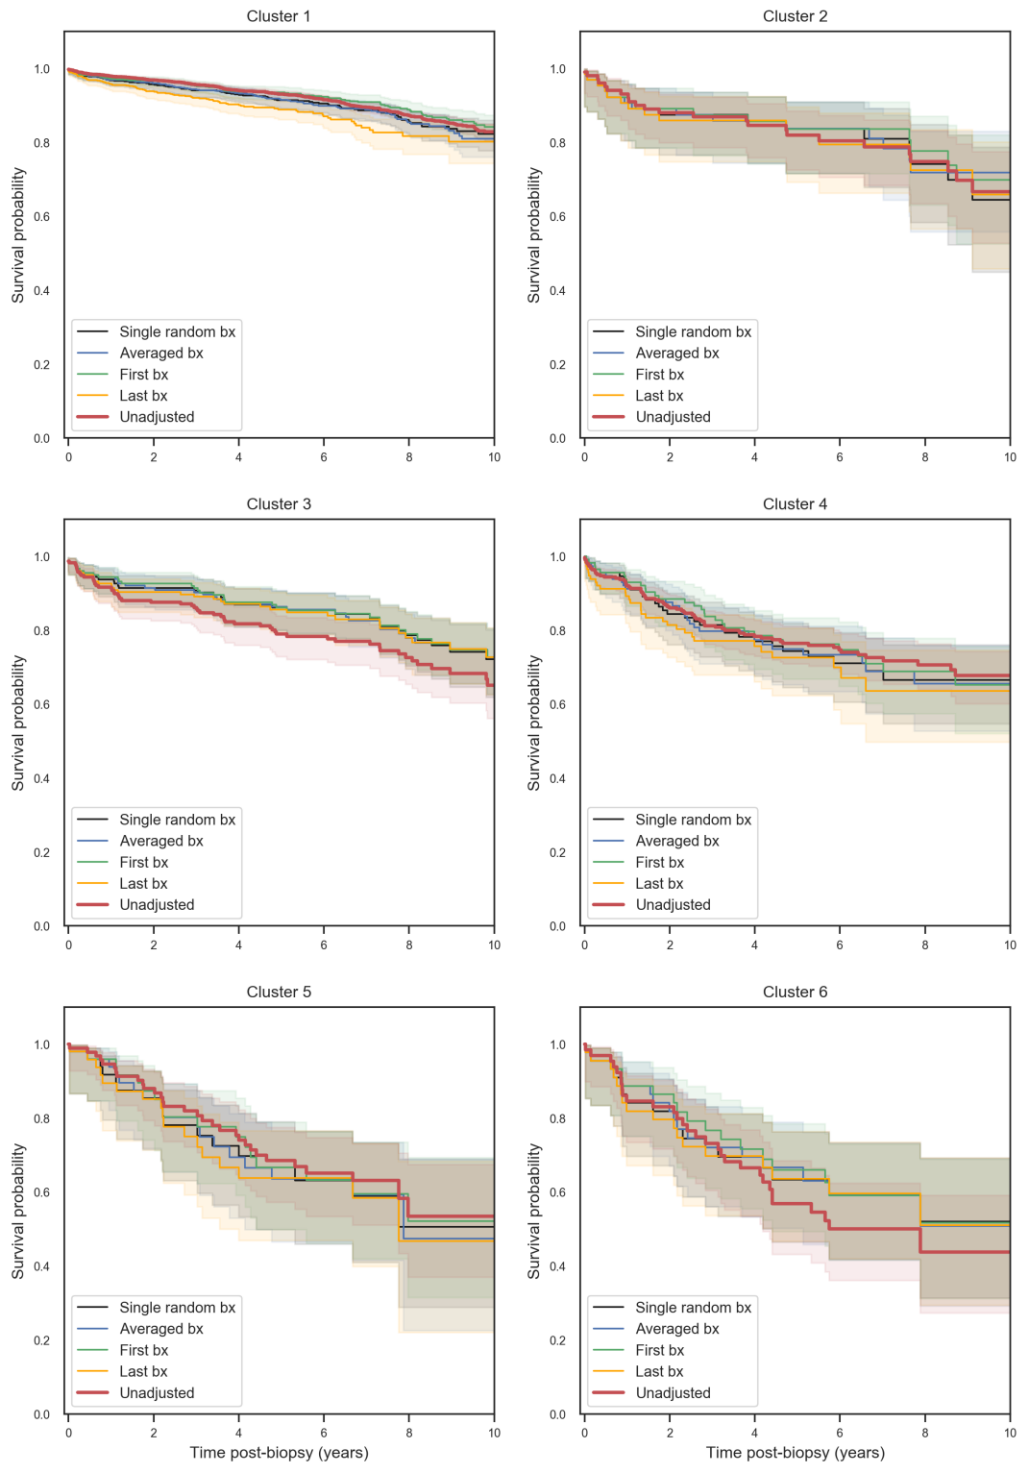 Cluster 1
Survival probability
1.0
0.8
0.6
0.4
0.2
0.0
Single random bx
Averaged bx
First bx
Last bx
Unadjusted
0 2 4 6 8 10
Cluster 2
Survival probability
1.0
0.8
0.6
0.4
0.2
0.0
Single random bx
Averaged bx
First bx
Last bx
Unadjusted
0 2 4 6 8 10
Cluster 3
Survival probability
1.0
0.8
0.6
0.4
0.2
0.0
Single random bx
Averaged bx
First bx
Last bx
Unadjusted
0 2 4 6 8 10
Cluster 4
Survival probability
1.0
0.8
0.6
0.4
0.2
0.0
Single random bx
Averaged bx
First bx
Last bx
Unadjusted
0 2 4 6 8 10
Cluster 5
Survival probability
1.0
0.8
0.6
0.4
0.2
0.0
Single random bx
Averaged bx
First bx
Last bx
Unadjusted
0 2 4 6 8 10
Time post-biopsy (years)
Cluster 6
Survival probability
1.0
0.8
0.6
0.4
0.2
0.0
Single random bx
Averaged bx
First bx
Last bx
Unadjusted
0 2 4 6 8 10
Time post-biopsy (years)